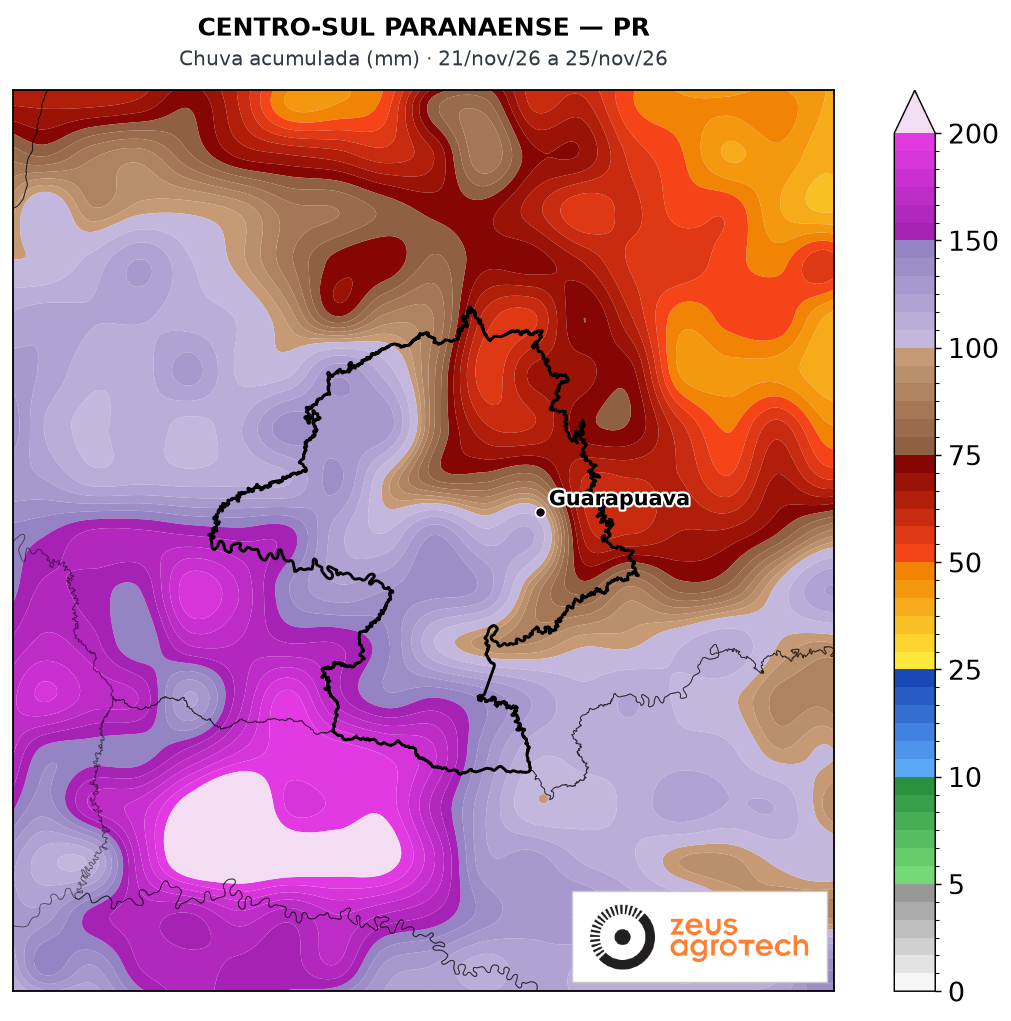 CENTRO-SUL PARANAENSE — PR
Chuva acumulada (mm) · 21/nov/26 a 25/nov/26
200
150
100
75
50
25
10
5
0
Guarapuava
zeus
agroTech